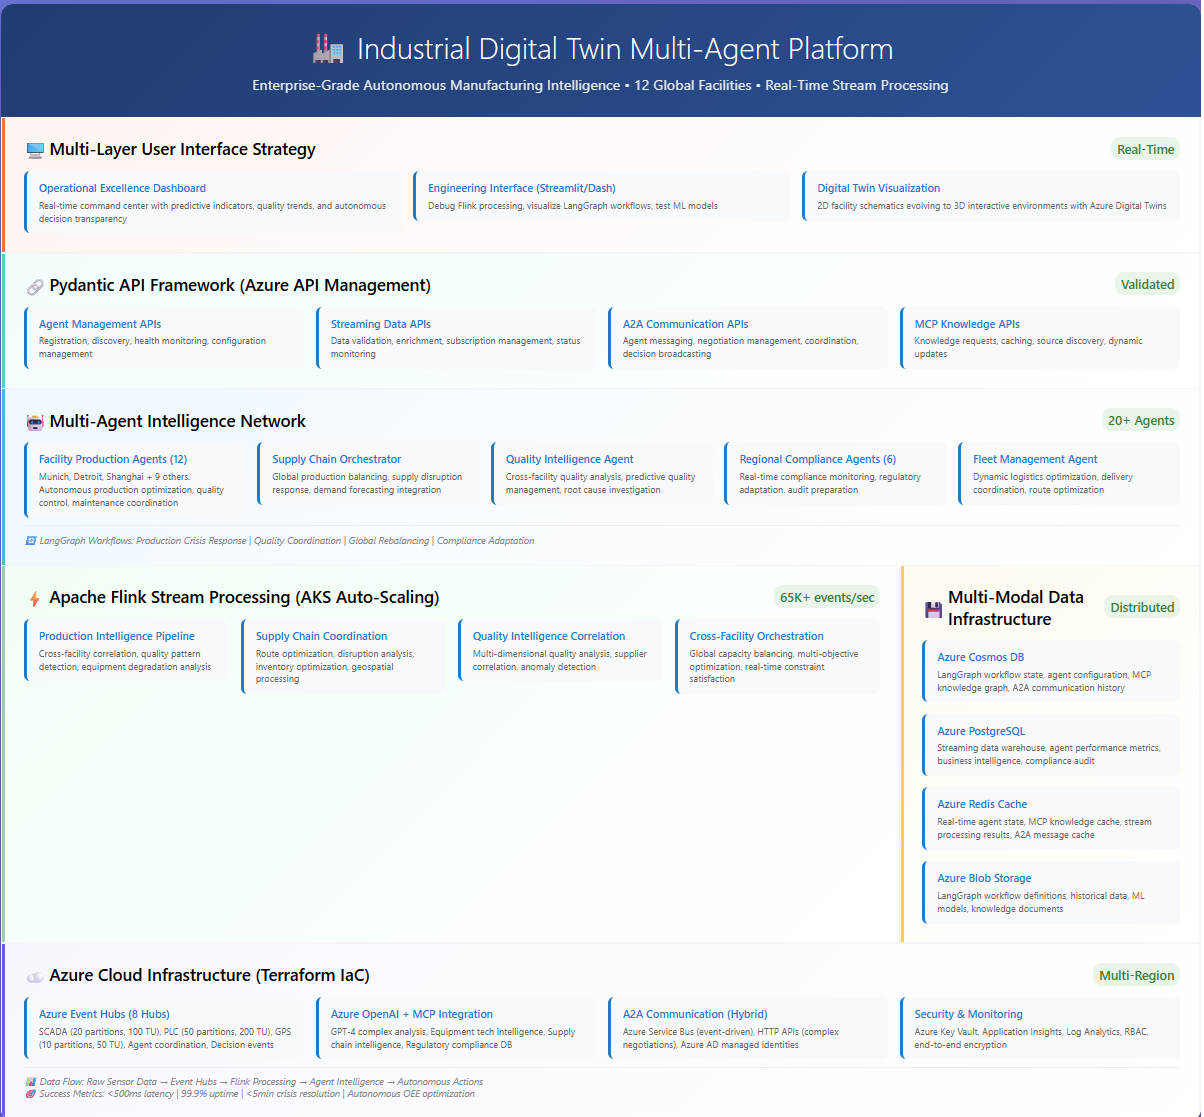 Industrial Digital Twin Multi-Agent Platform
Enterprise-Grade Autonomous Manufacturing Intelligence • 12 Global Facilities • Real-Time Stream Processing
Multi-Layer User Interface Strategy
Real-Time
Operational Excellence Dashboard
Real-time command center with predictive indicators, quality trends, and autonomous
decision transparency
Engineering Interface (Streamlit/Dash)
Debug Flink processing, visualize LangGraph workflows, test ML models
Digital Twin Visualization
2D facility schematics evolving to 3D interactive environments with Azure Digital Twins
Pydantic API Framework (Azure API Management)
Validated
Agent Management APIs
Registration, discovery, health monitoring, configuration
management
Streaming Data APIs
Data validation, enrichment, subscription management, status
monitoring
A2A Communication APIs
Agent messaging, negotiation management, coordination,
decision broadcasting
MCP Knowledge APIs
Knowledge requests, caching, source discovery, dynamic
updates
Multi-Agent Intelligence Network
20+ Agents
Facility Production Agents (12)
Munich, Detroit, Shanghai + 9 others.
Autonomous production optimization, quality
control, maintenance coordination
Supply Chain Orchestrator
Global production balancing, supply disruption
response, demand forecasting integration
Quality Intelligence Agent
Cross-facility quality analysis, predictive quality
management, root cause investigation
Regional Compliance Agents (6)
Real-time compliance monitoring, regulatory
adaptation, audit preparation
Fleet Management Agent
Dynamic logistics optimization, delivery
coordination, route optimization
LangGraph Workflows: Production Crisis Response | Quality Coordination | Global Rebalancing | Compliance Adaptation
Apache Flink Stream Processing (AKS Auto-Scaling)
65K+ events/sec
Production Intelligence Pipeline
Cross-facility correlation, quality pattern
detection, equipment degradation analysis
Supply Chain Coordination
Route optimization, disruption analysis,
inventory optimization, geospatial
processing
Quality Intelligence Correlation
Multi-dimensional quality analysis, supplier
correlation, anomaly detection
Cross-Facility Orchestration
Global capacity balancing, multi-objective
optimization, real-time constraint
satisfaction
Multi-Modal Data
Infrastructure
Distributed
Azure Cosmos DB
LangGraph workflow state, agent configuration, MCP
knowledge graph, A2A communication history
Azure PostgreSQL
Streaming data warehouse, agent performance metrics,
business intelligence, compliance audit
Azure Redis Cache
Real-time agent state, MCP knowledge cache, stream
processing results, A2A message cache
Azure Blob Storage
LangGraph workflow definitions, historical data, ML
models, knowledge documents
Azure Cloud Infrastructure (Terraform IaC)
Multi-Region
Azure Event Hubs (8 Hubs)
SCADA (20 partitions, 100 TU), PLC (50 partitions, 200 TU), GPS
(10 partitions, 50 TU), Agent coordination, Decision events
Azure OpenAI + MCP Integration
GPT-4 complex analysis, Equipment tech intelligence, Supply
chain intelligence, Regulatory compliance DB
A2A Communication (Hybrid)
Azure Service Bus (event-driven), HTTP APIs (complex
negotiations), Azure AD managed identities
Security & Monitoring
Azure Key Vault, Application Insights, Log Analytics, RBAC,
end-to-end encryption
Data Flow: Raw Sensor Data → Event Hubs → Flink Processing → Agent Intelligence → Autonomous Actions
Success Metrics: <500ms latency | 99.9% uptime | <5min crisis resolution | Autonomous OEE optimization